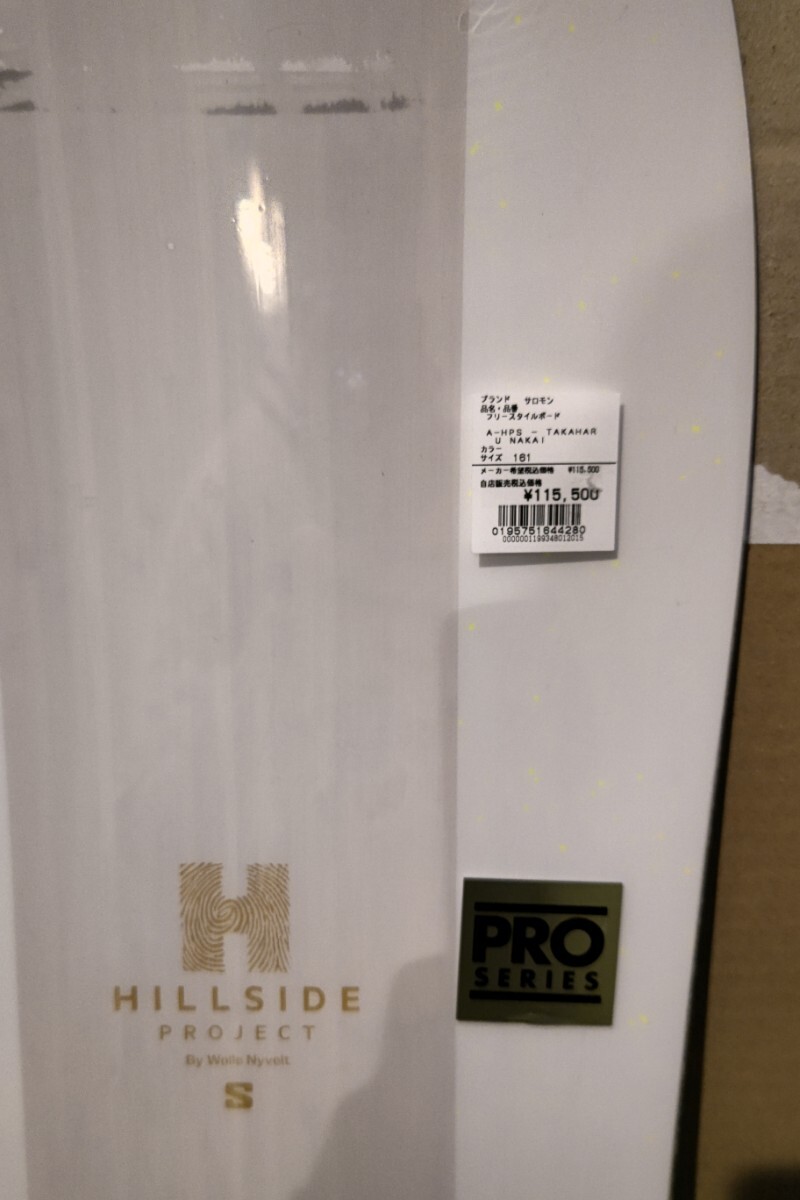 ブランド サロモン
品名・品番
フリースタイルボード
A-HPS - TAKAHAR
U NAKAI
カラー
サイズ 161
メーカー希望税込価格 ¥115,500
自店販売税込価格
¥115,500
0195751644280
0000001199348012015
PRO
SERIES
H
HILLSIDE
PROJECT
By Wolle Nyvelt
S